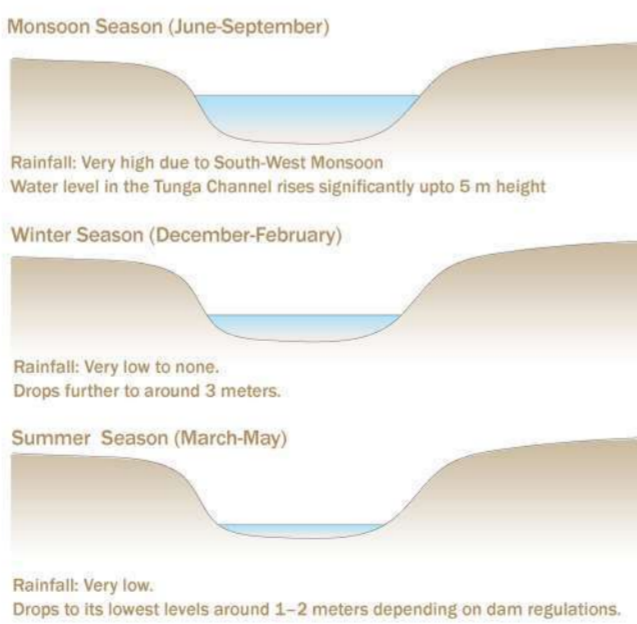 Monsoon Season (June-September)
Rainfall: Very high due to South-West Monsoon
Water level in the Tunga Channel rises significantly upto 5 m height
Winter Season (December-February)
Rainfall: Very low to none.
Drops further to around 3 meters.
Summer Season (March-May)
Rainfall: Very low.
Drops to its lowest levels around 1–2 meters depending on dam regulations.